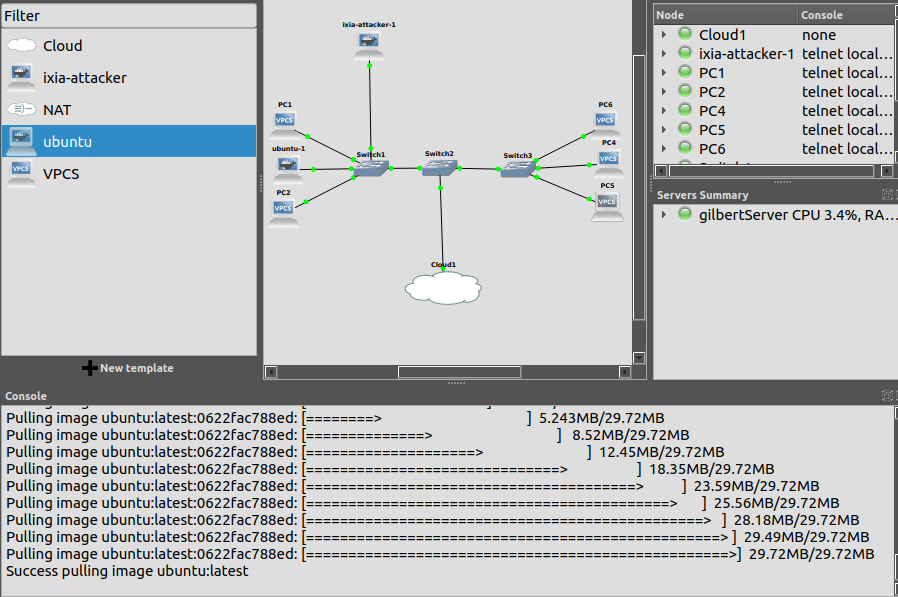 Filter
Cloud
ixia-attacker
NAT
ubuntu
VPCS
VPCS
New template
ixia-attacker-1
PC1
VPCS
ubuntu-1
PC2
VPCS
Switch1
Switch2
Switch3
PC6
VPCS
PC4
VPCS
PC5
VPCS
Cloud1
Node Console
Cloud1 none
ixia-attacker-1 telnet local...
PC1 telnet local...
PC2 telnet local...
PC4 telnet local...
PC5 telnet local...
PC6 telnet local...
Servers Summary
gilbertServer CPU 3.4%, RA...
Console
Pulling image ubuntu:latest:0622fac788ed: [========> ] 5.243MB/29.72MB
Pulling image ubuntu:latest:0622fac788ed: [==============> ] 8.52MB/29.72MB
Pulling image ubuntu:latest:0622fac788ed: [====================> ] 12.45MB/29.72MB
Pulling image ubuntu:latest:0622fac788ed: [==============================> ] 18.35MB/29.72MB
Pulling image ubuntu:latest:0622fac788ed: [=======================================> ] 23.59MB/29.72MB
Pulling image ubuntu:latest:0622fac788ed: [===========================================> ] 25.56MB/29.72MB
Pulling image ubuntu:latest:0622fac788ed: [===============================================> ] 28.18MB/29.72MB
Pulling image ubuntu:latest:0622fac788ed: [=================================================> ] 29.49MB/29.72MB
Pulling image ubuntu:latest:0622fac788ed: [==================================================>] 29.72MB/29.72MB
Success pulling image ubuntu:latest